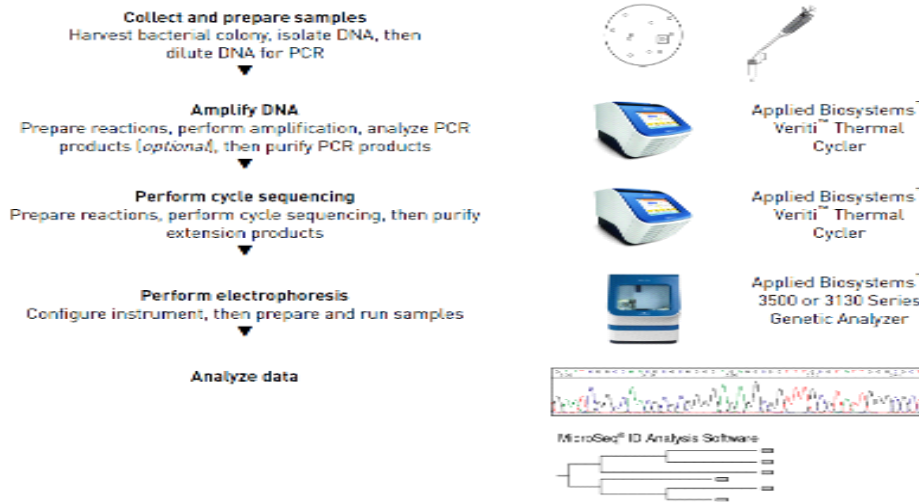 Collect and prepare samples
Harvest bacterial colony, isolate DNA, then
dilute DNA for PCR
Amplify DNA
Prepare reactions, perform amplification, analyze PCR
products (optional), then purify PCR products
Applied Biosystems™
Veriti™ Thermal
Cycler
Perform cycle sequencing
Prepare reactions, perform cycle sequencing, then purify
extension products
Applied Biosystems™
Veriti™ Thermal
Cycler
Perform electrophoresis
Configure instrument, then prepare and run samples
Applied Biosystems™
3500 or 3130 Series
Genetic Analyzer
Analyze data
MicroSeq® ID Analysis Software